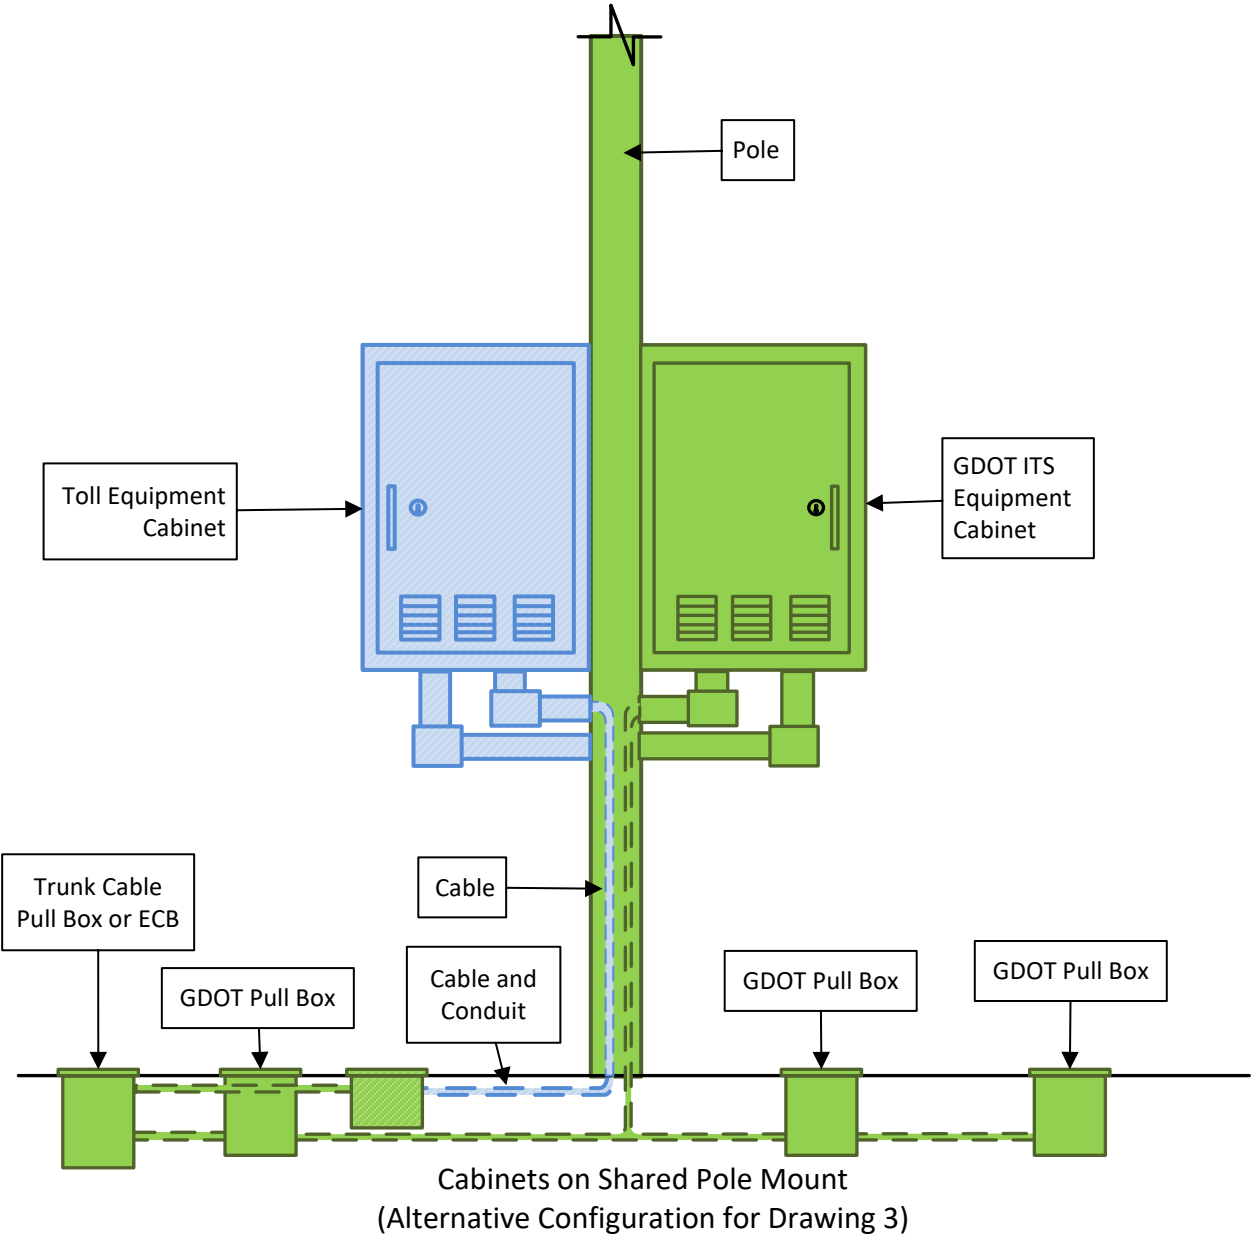 Pole
Toll Equipment
Cabinet
GDOT ITS
Equipment
Cabinet
Trunk Cable
Pull Box or ECB
GDOT Pull Box
Cable
Cable and
Conduit
GDOT Pull Box
GDOT Pull Box
Cabinets on Shared Pole Mount
(Alternative Configuration for Drawing 3)